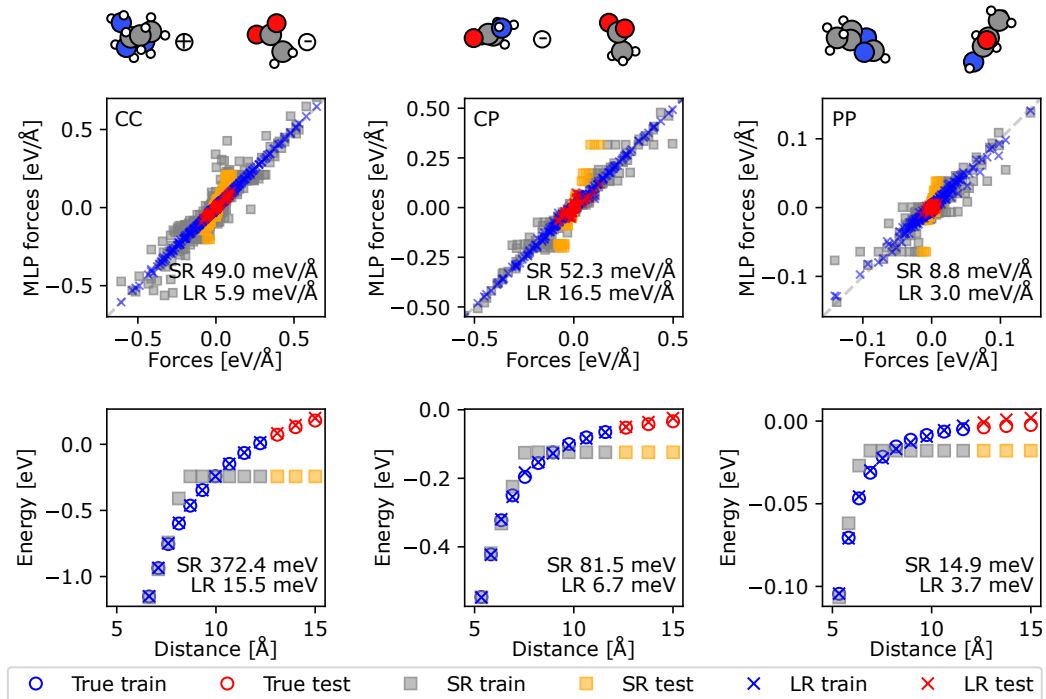 +
−
−
CC
CP
PP
MLP forces [eV/Å]
0.5
0.0
−0.5
SR 49.0 meV/Å
LR 5.9 meV/Å
−0.5 0.0 0.5
Forces [eV/Å]
MLP forces [eV/Å]
0.50
0.25
0.00
−0.25
−0.50
SR 52.3 meV/Å
LR 16.5 meV/Å
−0.5 0.0 0.5
Forces [eV/Å]
MLP forces [eV/Å]
0.1
0.0
−0.1
SR 8.8 meV/Å
LR 3.0 meV/Å
−0.1 0.0 0.1
Forces [eV/Å]
Energy [eV]
0.0
−0.5
−1.0
SR 372.4 meV
LR 15.5 meV
5 10 15
Distance [Å]
Energy [eV]
−0.0
−0.2
−0.4
SR 81.5 meV
LR 6.7 meV
5 10 15
Distance [Å]
Energy [eV]
0.00
−0.05
−0.10
SR 14.9 meV
LR 3.7 meV
5 10 15
Distance [Å]
True train True test SR train SR test LR train LR test